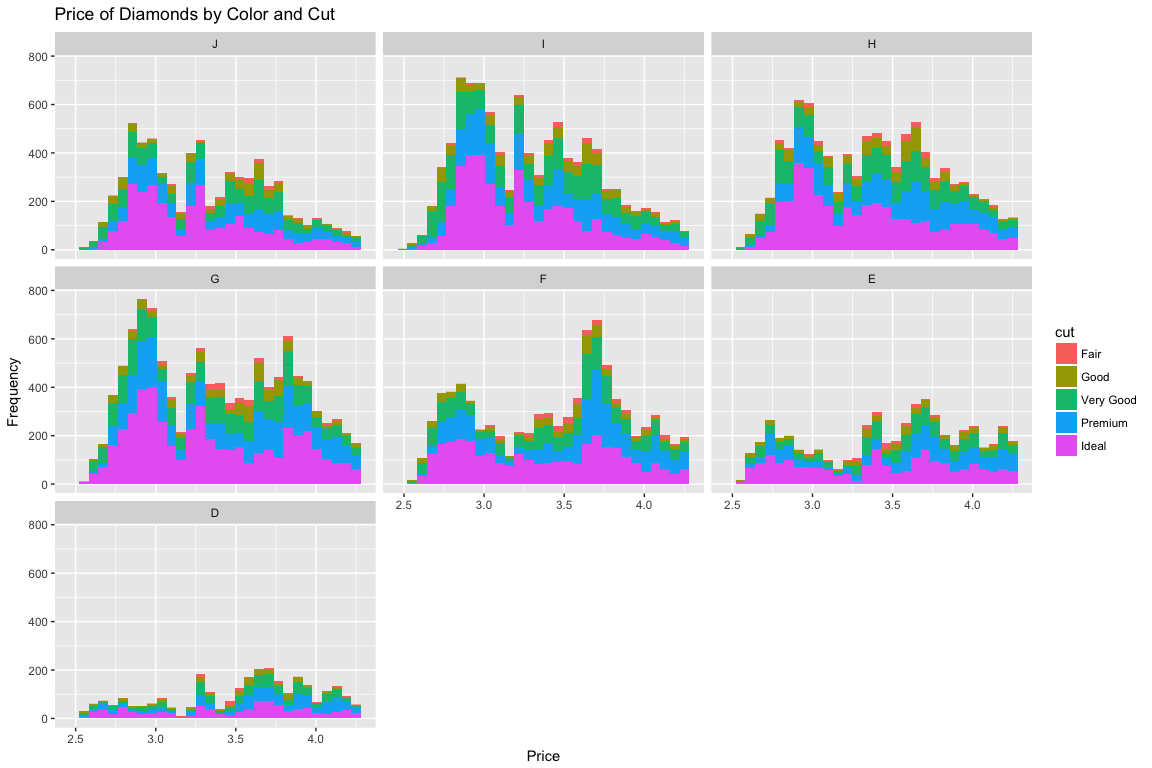 Price of Diamonds by Color and Cut
J I H
800
600
400
200
0
G F E
800
600
400
200
0
2.5 3.0 3.5 4.0 2.5 3.0 3.5 4.0
D
800
600
400
200
0
2.5 3.0 3.5 4.0
Price
Frequency
cut
Fair
Good
Very Good
Premium
Ideal